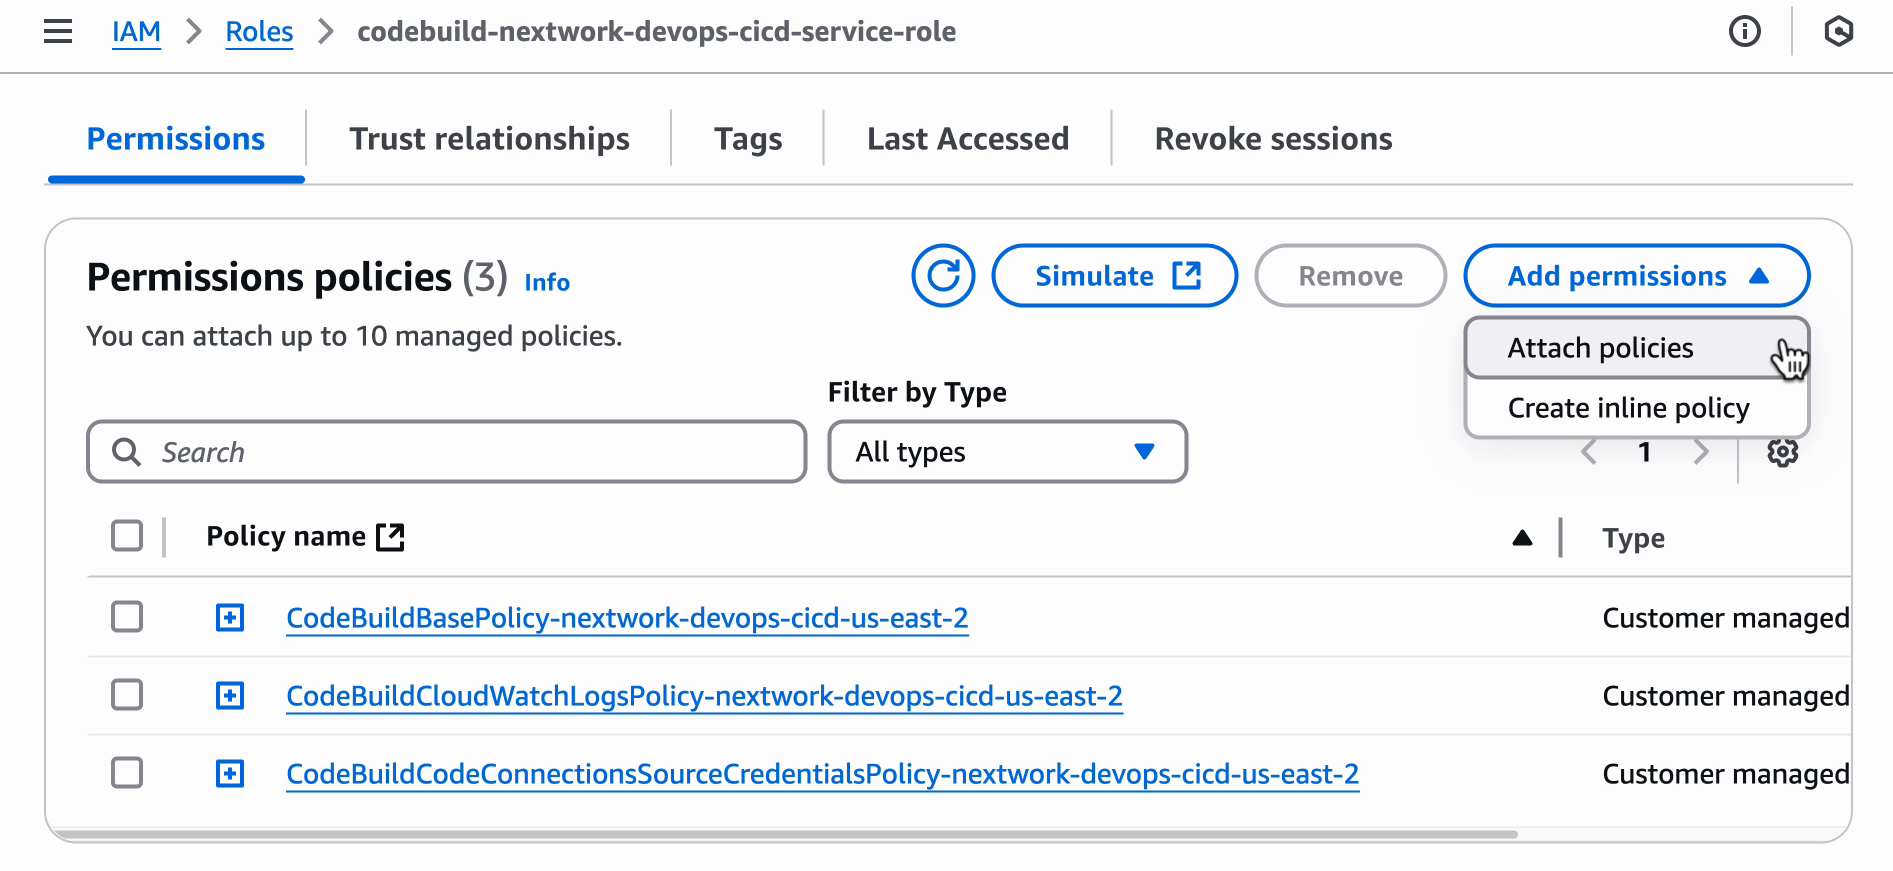 IAM > Roles > codebuild-nextwork-devops-cicd-service-role
Permissions Trust relationships Tags Last Accessed Revoke sessions
Permissions policies (3) Info
Simulate Remove Add permissions
You can attach up to 10 managed policies.
Attach policies
Create inline policy
Filter by Type
Search All types 1
Policy name Type
CodeBuildBasePolicy-nextwork-devops-cicd-us-east-2 Customer managed
CodeBuildCloudWatchLogsPolicy-nextwork-devops-cicd-us-east-2 Customer managed
CodeBuildCodeConnectionsSourceCredentialsPolicy-nextwork-devops-cicd-us-east-2 Customer managed